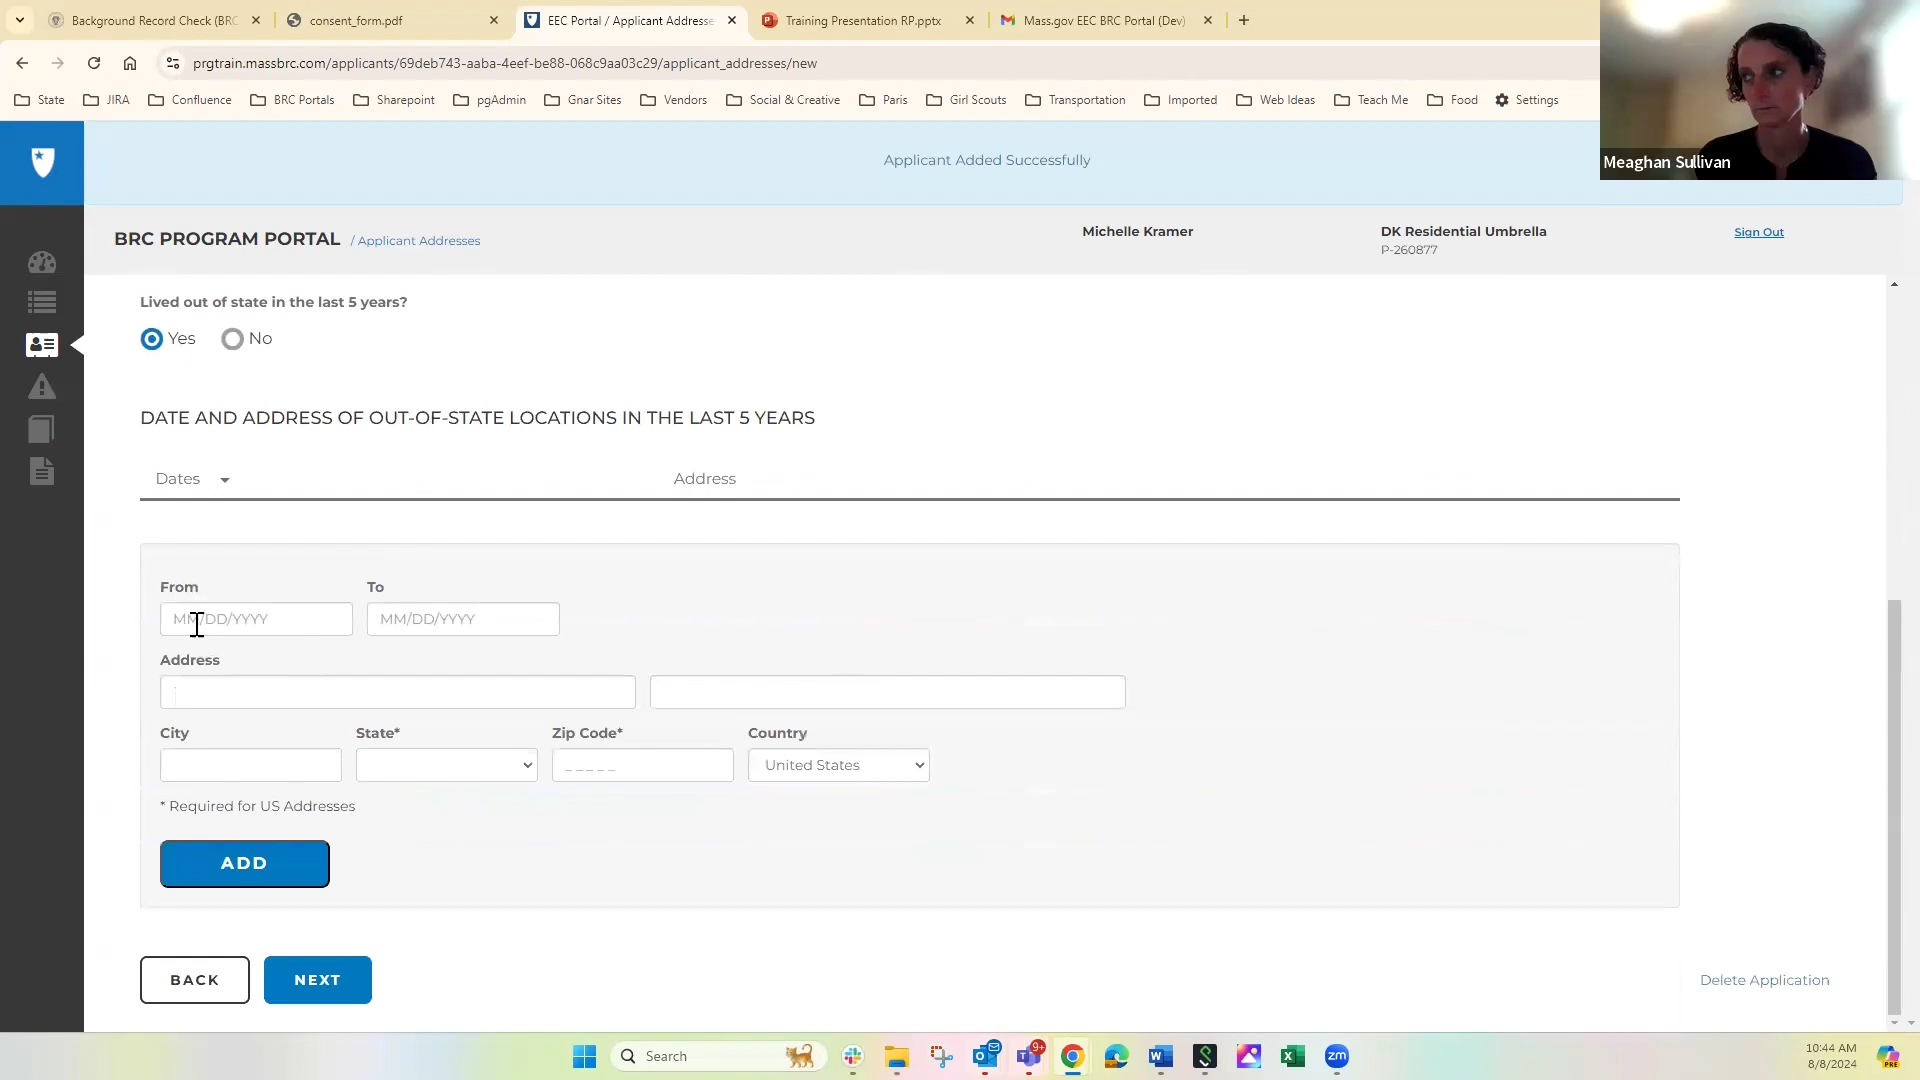 Background Record Check (BRC
consent_form.pdf
EEC Portal / Applicant Addresse
Training Presentation RP.pptx
Mass.gov EEC BRC Portal (Dev)
prgtrain.massbrc.com/applicants/69deb743-aaba-4eef-be88-068c9aa03c29/applicant_addresses/new
State JIRA Confluence BRC Portals Sharepoint pgAdmin Gnar Sites Vendors Social & Creative Paris Girl Scouts Transportation Imported Web Ideas Teach Me Food Settings
Meaghan Sullivan
Applicant Added Successfully
BRC PROGRAM PORTAL / Applicant Addresses
Michelle Kramer
DK Residential Umbrella
P-260877
Sign Out
Lived out of state in the last 5 years?
Yes No
DATE AND ADDRESS OF OUT-OF-STATE LOCATIONS IN THE LAST 5 YEARS
Dates Address
From To
MM/DD/YYYY MM/DD/YYYY
Address
City State* Zip Code* Country
_ _ _ _ _ United States
* Required for US Addresses
ADD
BACK NEXT
Delete Application
Search
9+
W
X
zm
PRE
10:44 AM
8/8/2024